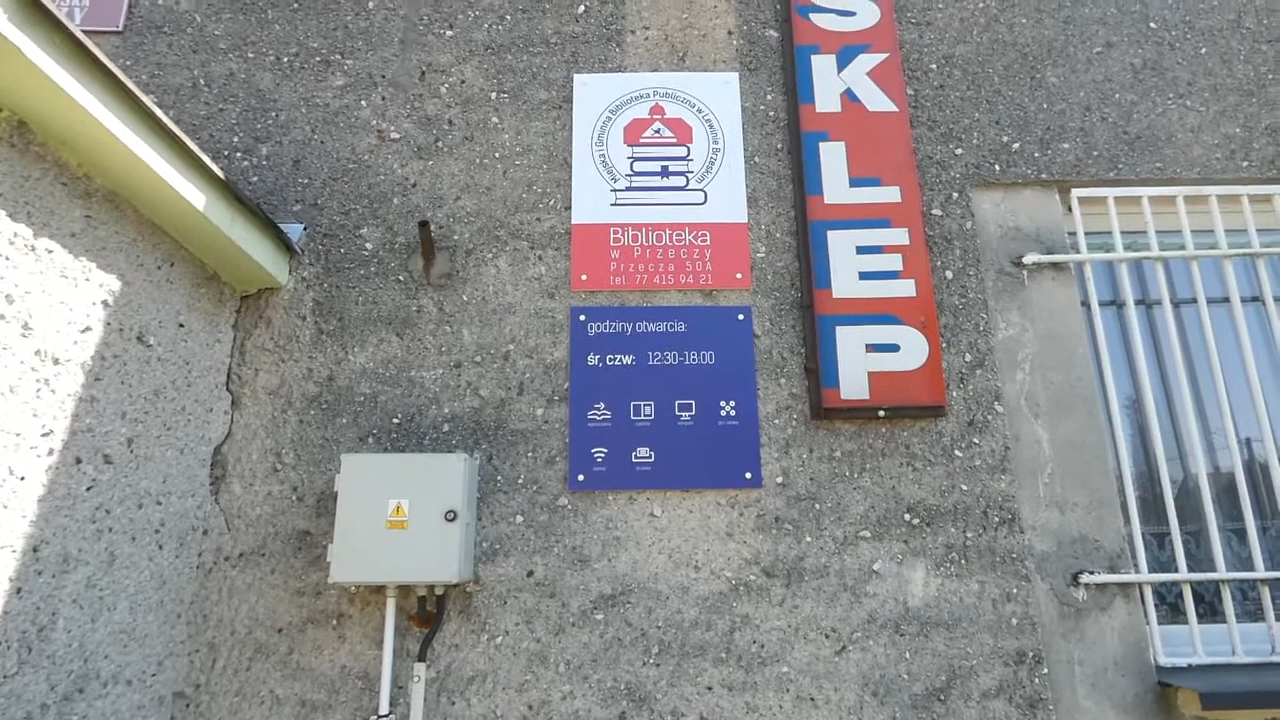 SKLEP
Miejska i Gminna Biblioteka Publiczna w Lewinie Brzeskim
Biblioteka
w Przeczy
Przecza 50A
tel. 77 415 94 21
godziny otwarcia:
śr, czw: 12:30-18:00